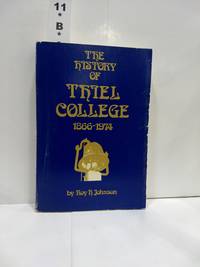 11
B
*
THE
HISTORY
OF
THIEL
COLLEGE
1866-1974
by Roy H. Johnson